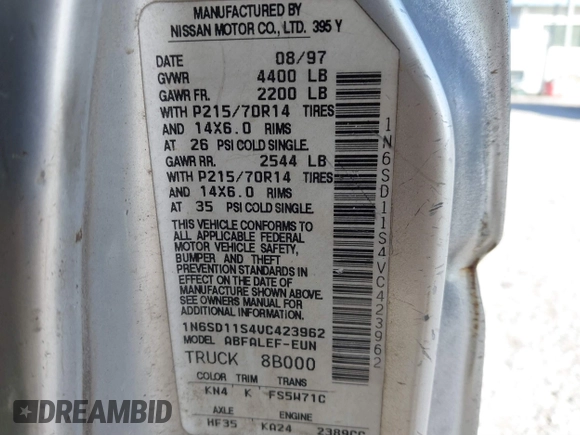 MANUFACTURED BY
NISSAN MOTOR CO., LTD. 395 Y
DATE 08/97
GVWR 4400 LB
GAWR FR. 2200 LB
WITH P215/70R14 TIRES
AND 14X6.0 RIMS
AT 26 PSI COLD SINGLE.
GAWR RR. 2544 LB
WITH P215/70R14 TIRES
AND 14X6.0 RIMS
AT 35 PSI COLD SINGLE.
THIS VEHICLE CONFORMS TO
ALL APPLICABLE FEDERAL
MOTOR VEHICLE SAFETY,
BUMPER AND THEFT
PREVENTION STANDARDS IN
EFFECT ON THE DATE OF
MANUFACTURE SHOWN ABOVE.
SEE OWNERS MANUAL FOR
ADDITIONAL INFORMATION
1N6SD11S4VC423962
MODEL ABFALEF-EUN
TRUCK 8B000
COLOR TRIM TRANS
KN4 K FS5W71C
AXLE ENGINE
HF35 KA24 2389CC
1N6SD11S4VC423962
AUTOBIDCAR